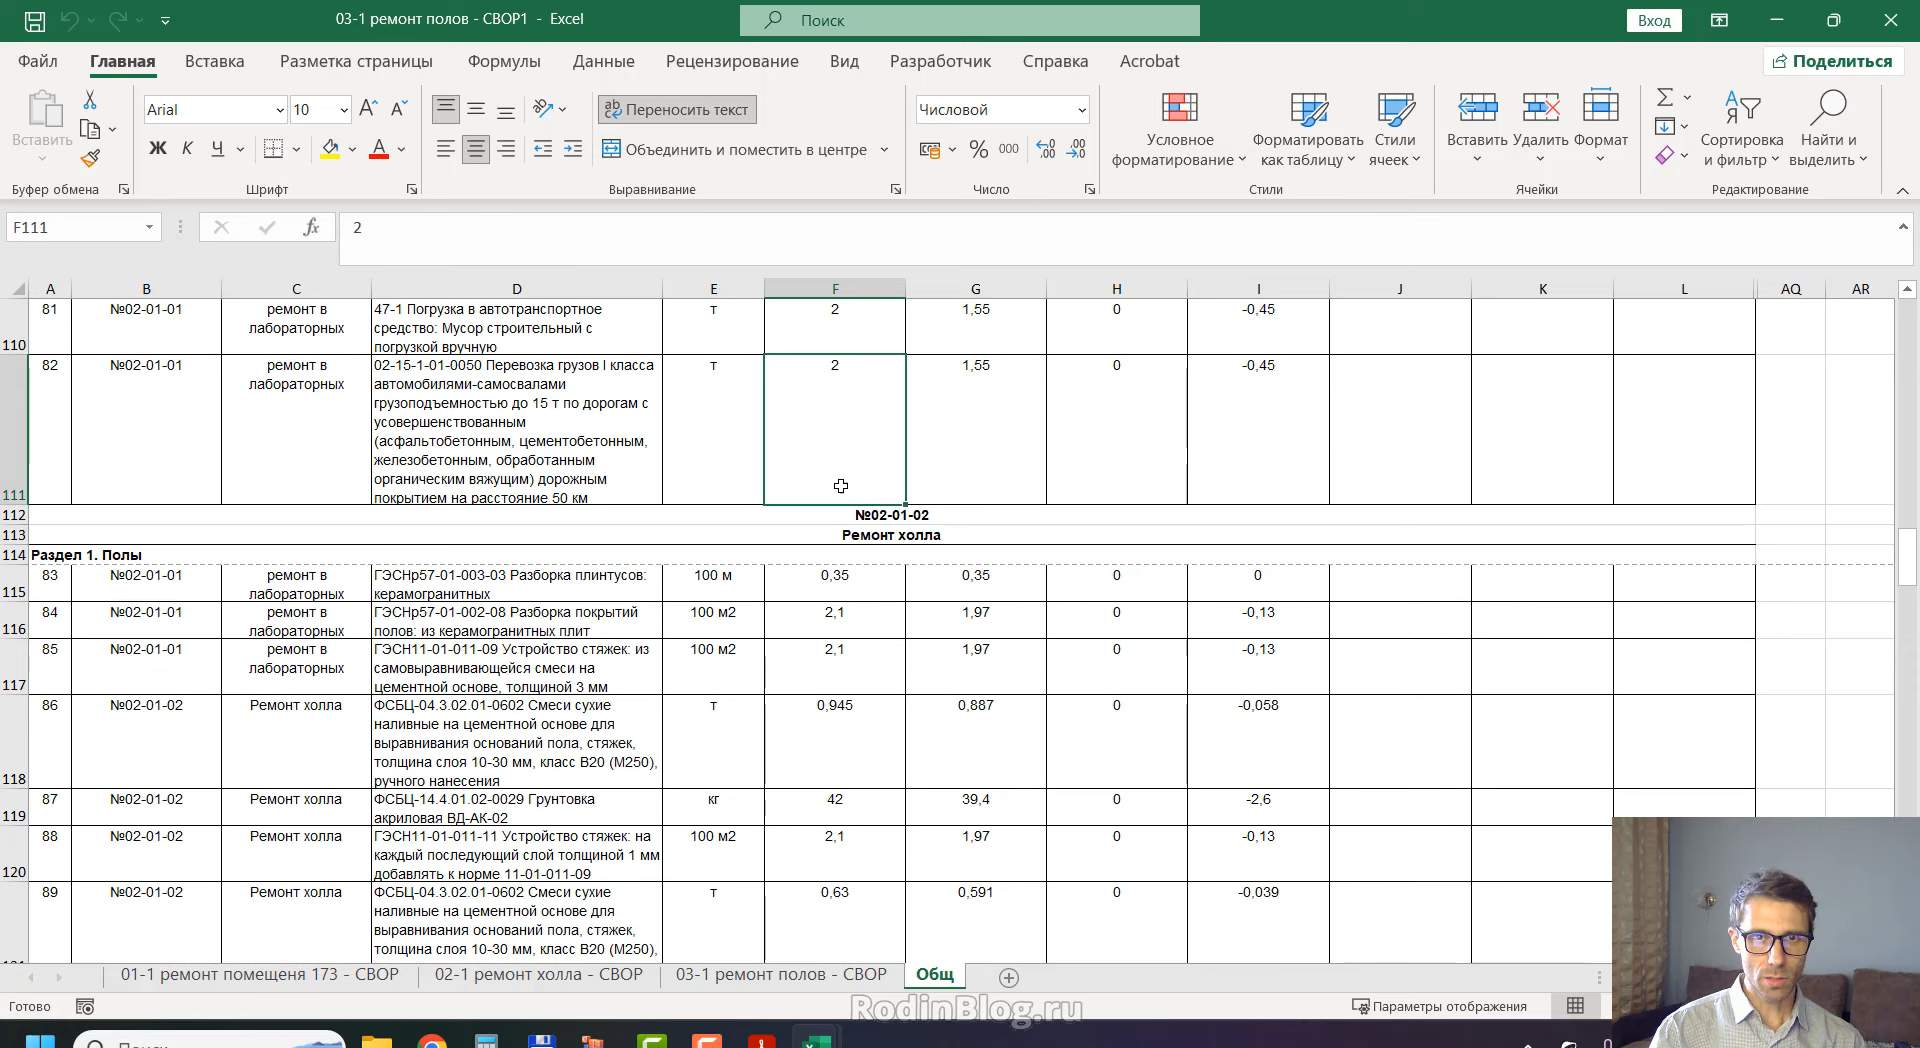 03-1 ремонт полов - СВОР1 - Excel
Поиск
Вход
Файл Главная Вставка Разметка страницы Формулы Данные Рецензирование Вид Разработчик Справка Acrobat
Поделиться
Вставить
Буфер обмена
Arial 10
Ж К Ч
Шрифт
Переносить текст
Объединить и поместить в центре
Выравнивание
Числовой
% 000
Число
Условное форматирование
Форматировать как таблицу
Стили ячеек
Стили
Вставить Удалить Формат
Ячейки
Сортировка и фильтр
Найти и выделить
Редактирование
F111 fx 2
A B C D E F G H I J K L AQ AR
110 81 №02-01-01 ремонт в лабораторных 47-1 Погрузка в автотранспортное т 2 1,55 0 -0,45
средство: Мусор строительный с
погрузкой вручную
111 82 №02-01-01 ремонт в лабораторных 02-15-1-01-0050 Перевозка грузов I класса т 2 1,55 0 -0,45
автомобилями-самосвалами
грузоподъемностью до 15 т по дорогам с
усовершенствованным
(асфальтобетонным, цементобетонным,
железобетонным, обработанным
органическим вяжущим) дорожным
покрытием на расстояние 50 км
112 №02-01-02
113 Ремонт холла
114 Раздел 1. Полы
115 83 №02-01-01 ремонт в лабораторных ГЭСНр57-01-003-03 Разборка плинтусов: 100 м 0,35 0,35 0 0
керамогранитных
116 84 №02-01-01 ремонт в лабораторных ГЭСНр57-01-002-08 Разборка покрытий 100 м2 2,1 1,97 0 -0,13
полов: из керамогранитных плит
117 85 №02-01-01 ремонт в лабораторных ГЭСН11-01-011-09 Устройство стяжек: из 100 м2 2,1 1,97 0 -0,13
самовыравнивающейся смеси на
цементной основе, толщиной 3 мм
118 86 №02-01-02 Ремонт холла ФСБЦ-04.3.02.01-0602 Смеси сухие т 0,945 0,887 0 -0,058
наливные на цементной основе для
выравнивания оснований пола, стяжек,
толщина слоя 10-30 мм, класс B20 (M250),
ручного нанесения
119 87 №02-01-02 Ремонт холла ФСБЦ-14.4.01.02-0029 Грунтовка кг 42 39,4 0 -2,6
акриловая ВД-АК-02
120 88 №02-01-02 Ремонт холла ГЭСН11-01-011-11 Устройство стяжек: на 100 м2 2,1 1,97 0 -0,13
каждый последующий слой толщиной 1 мм
добавлять к норме 11-01-011-09
89 №02-01-02 Ремонт холла ФСБЦ-04.3.02.01-0602 Смеси сухие т 0,63 0,591 0 -0,039
наливные на цементной основе для
выравнивания оснований пола, стяжек,
толщина слоя 10-30 мм, класс B20 (M250),
01-1 ремонт помещеня 173 - СВОР 02-1 ремонт холла - СВОР 03-1 ремонт полов - СВОР Общ
Готово
RodinBlog.ru
Параметры отображения